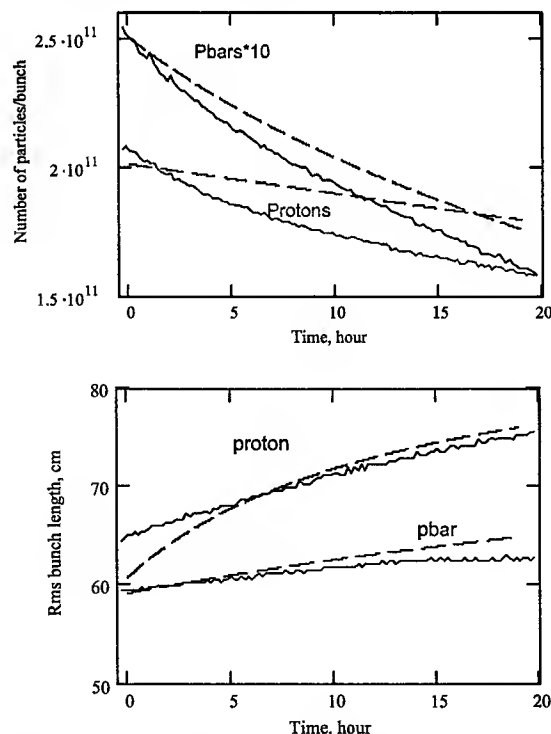 2.5•10¹¹
Pbars*10
Number of particles/bunch
2•10¹¹
Protons
1.5•10¹¹
0 5 10 15 20
Time, hour
80
proton
Rms bunch length, cm
70
pbar
60
50
0 5 10 15 20
Time, hour